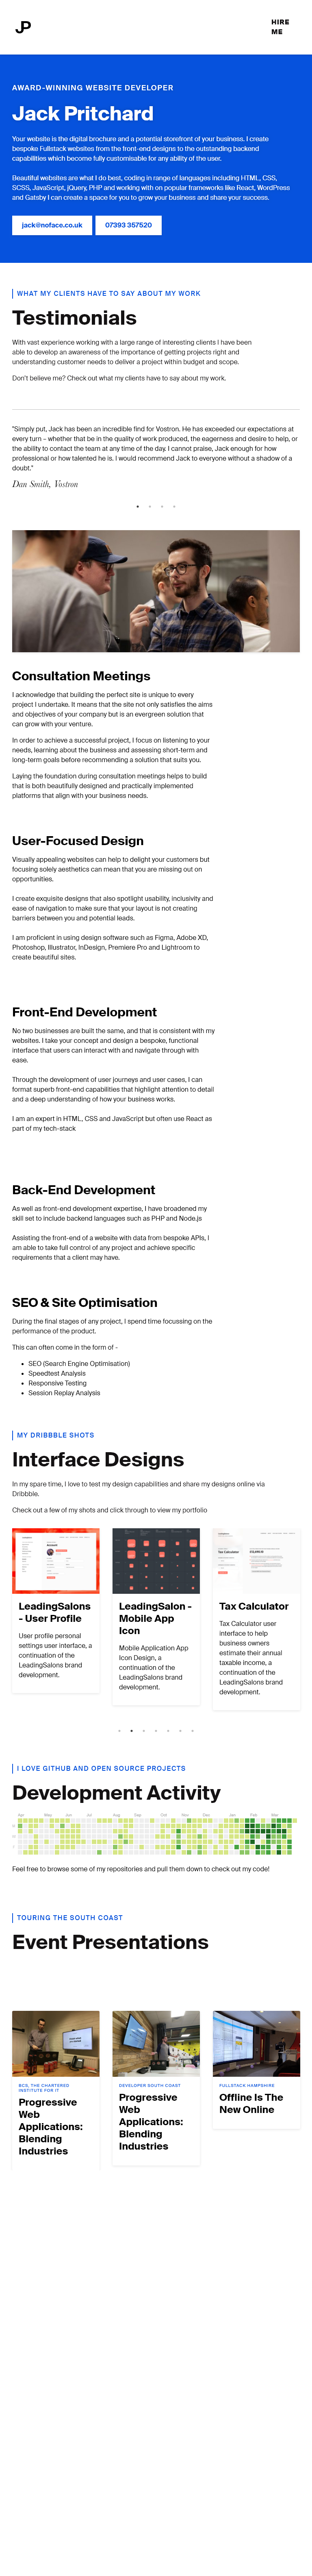 JP
HIRE
ME
AWARD-WINNING WEBSITE DEVELOPER
Jack Pritchard
Your website is the digital brochure and a potential storefront of your business. I create
bespoke Fullstack websites from the front-end designs to the outstanding backend
capabilities which become fully customisable for any ability of the user.
Beautiful websites are what I do best, coding in range of languages including HTML, CSS,
SCSS, JavaScript, jQuery, PHP and working with on popular frameworks like React, WordPress
and Gatsby I can create a space for you to grow your business and share your success.
jack@noface.co.uk
07393 357520
WHAT MY CLIENTS HAVE TO SAY ABOUT MY WORK
Testimonials
With vast experience working with a large range of interesting clients I have been
able to develop an awareness of the importance of getting projects right and
understanding customer needs to deliver a project within budget and scope.
Don't believe me? Check out what my clients have to say about my work.
"Simply put, Jack has been an incredible find for Vostron. He has exceeded our expectations at
every turn – whether that be in the quality of work produced, the eagerness and desire to help, or
the ability to contact the team at any time of the day. I cannot praise, Jack enough for how
professional or how talented he is. I would recommend Jack to everyone without a shadow of a
doubt."
Dan Smith, Vostron
Consultation Meetings
I acknowledge that building the perfect site is unique to every
project I undertake. It means that the site not only satisfies the aims
and objectives of your company but is an evergreen solution that
can grow with your venture.
In order to achieve a successful project, I focus on listening to your
needs, learning about the business and assessing short-term and
long-term goals before recommending a solution that suits you.
Laying the foundation during consultation meetings helps to build
that is both beautifully designed and practically implemented
platforms that align with your business needs.
User-Focused Design
Visually appealing websites can help to delight your customers but
focusing solely aesthetics can mean that you are missing out on
opportunities.
I create exquisite designs that also spotlight usability, inclusivity and
ease of navigation to make sure that your layout is not creating
barriers between you and potential leads.
I am proficient in using design software such as Figma, Adobe XD,
Photoshop, Illustrator, InDesign, Premiere Pro and Lightroom to
create beautiful sites.
Front-End Development
No two businesses are built the same, and that is consistent with my
websites. I take your concept and design a bespoke, functional
interface that users can interact with and navigate through with
ease.
Through the development of user journeys and user cases, I can
format superb front-end capabilities that highlight attention to detail
and a deep understanding of how your business works.
I am an expert in HTML, CSS and JavaScript but often use React as
part of my tech-stack
Back-End Development
As well as front-end development expertise, I have broadened my
skill set to include backend languages such as PHP and Node.js
Assisting the front-end of a website with data from bespoke APIs, I
am able to take full control of any project and achieve specific
requirements that a client may have.
SEO & Site Optimisation
During the final stages of any project, I spend time focussing on the
performance of the product.
This can often come in the form of -
• SEO (Search Engine Optimisation)
• Speedtest Analysis
• Responsive Testing
• Session Replay Analysis
MY DRIBBBLE SHOTS
Interface Designs
In my spare time, I love to test my design capabilities and share my designs online via
Dribbble.
Check out a few of my shots and click through to view my portfolio
LeadingSalons
- User Profile
User profile personal
settings user interface, a
continuation of the
LeadingSalons brand
development.
LeadingSalon -
Mobile App
Icon
Mobile Application App
Icon Design, a
continuation of the
LeadingSalons brand
development.
Tax Calculator
Tax Calculator
Tax Calculator user
interface to help
business owners
estimate their annual
taxable income, a
continuation of the
LeadingSalons brand
development.
I LOVE GITHUB AND OPEN SOURCE PROJECTS
Development Activity
Apr May Jun Jul Aug Sep Oct Nov Dec Jan Feb Mar
Feel free to browse some of my repositories and pull them down to check out my code!
TOURING THE SOUTH COAST
Event Presentations
BCS, THE CHARTERED
INSTITUTE FOR IT
Progressive
Web
Applications:
Blending
Industries
DEVELOPER SOUTH COAST
Progressive
Web
Applications:
Blending
Industries
FULLSTACK HAMPSHIRE
Offline Is The
New Online